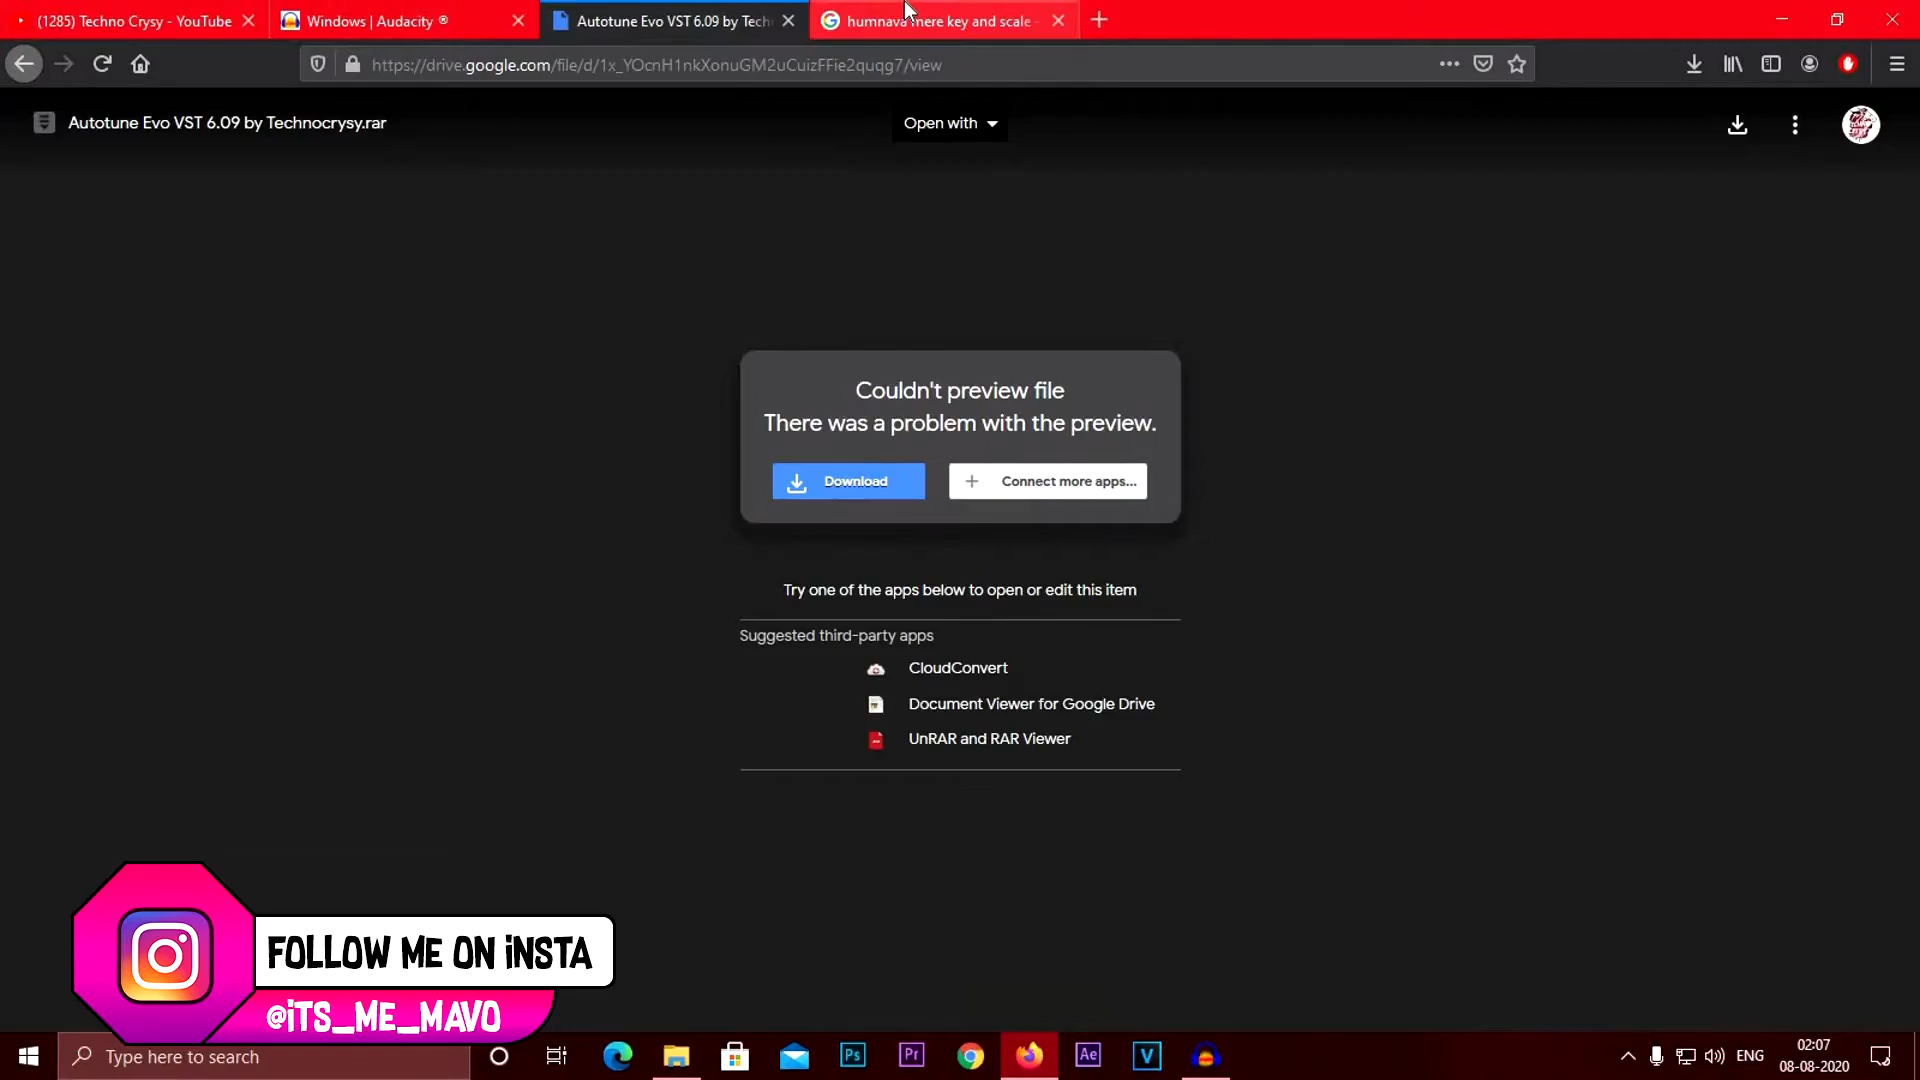 (1285) Techno Crysy - YouTube
Windows | Audacity ®
Autotune Evo VST 6.09 by Techn
humnava mere key and scale -
https://drive.google.com/file/d/1x_YOcnH1nkXonuGM2uCuizFFie2quqg7/view
Autotune Evo VST 6.09 by Technocrysy.rar
Open with
Couldn't preview file
There was a problem with the preview.
Download
Connect more apps...
Try one of the apps below to open or edit this item
Suggested third-party apps
CloudConvert
Document Viewer for Google Drive
UnRAR and RAR Viewer
FOLLOW ME ON INSTA
@iTS_ME_MAVO
Type here to search
Ps
Pr
Ae
V
ENG
02:07
08-08-2020